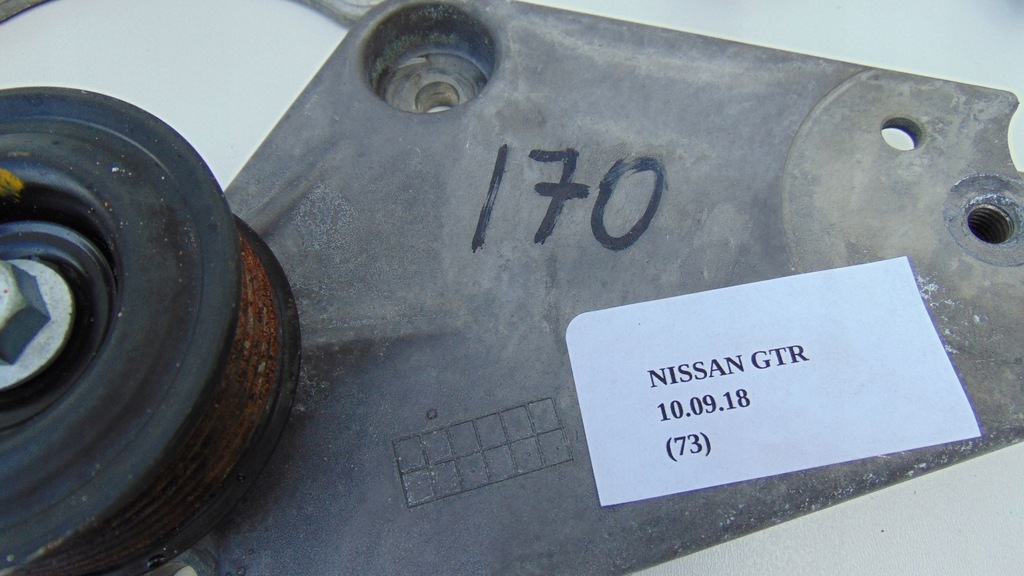 170
NISSAN GTR
10.09.18
(73)